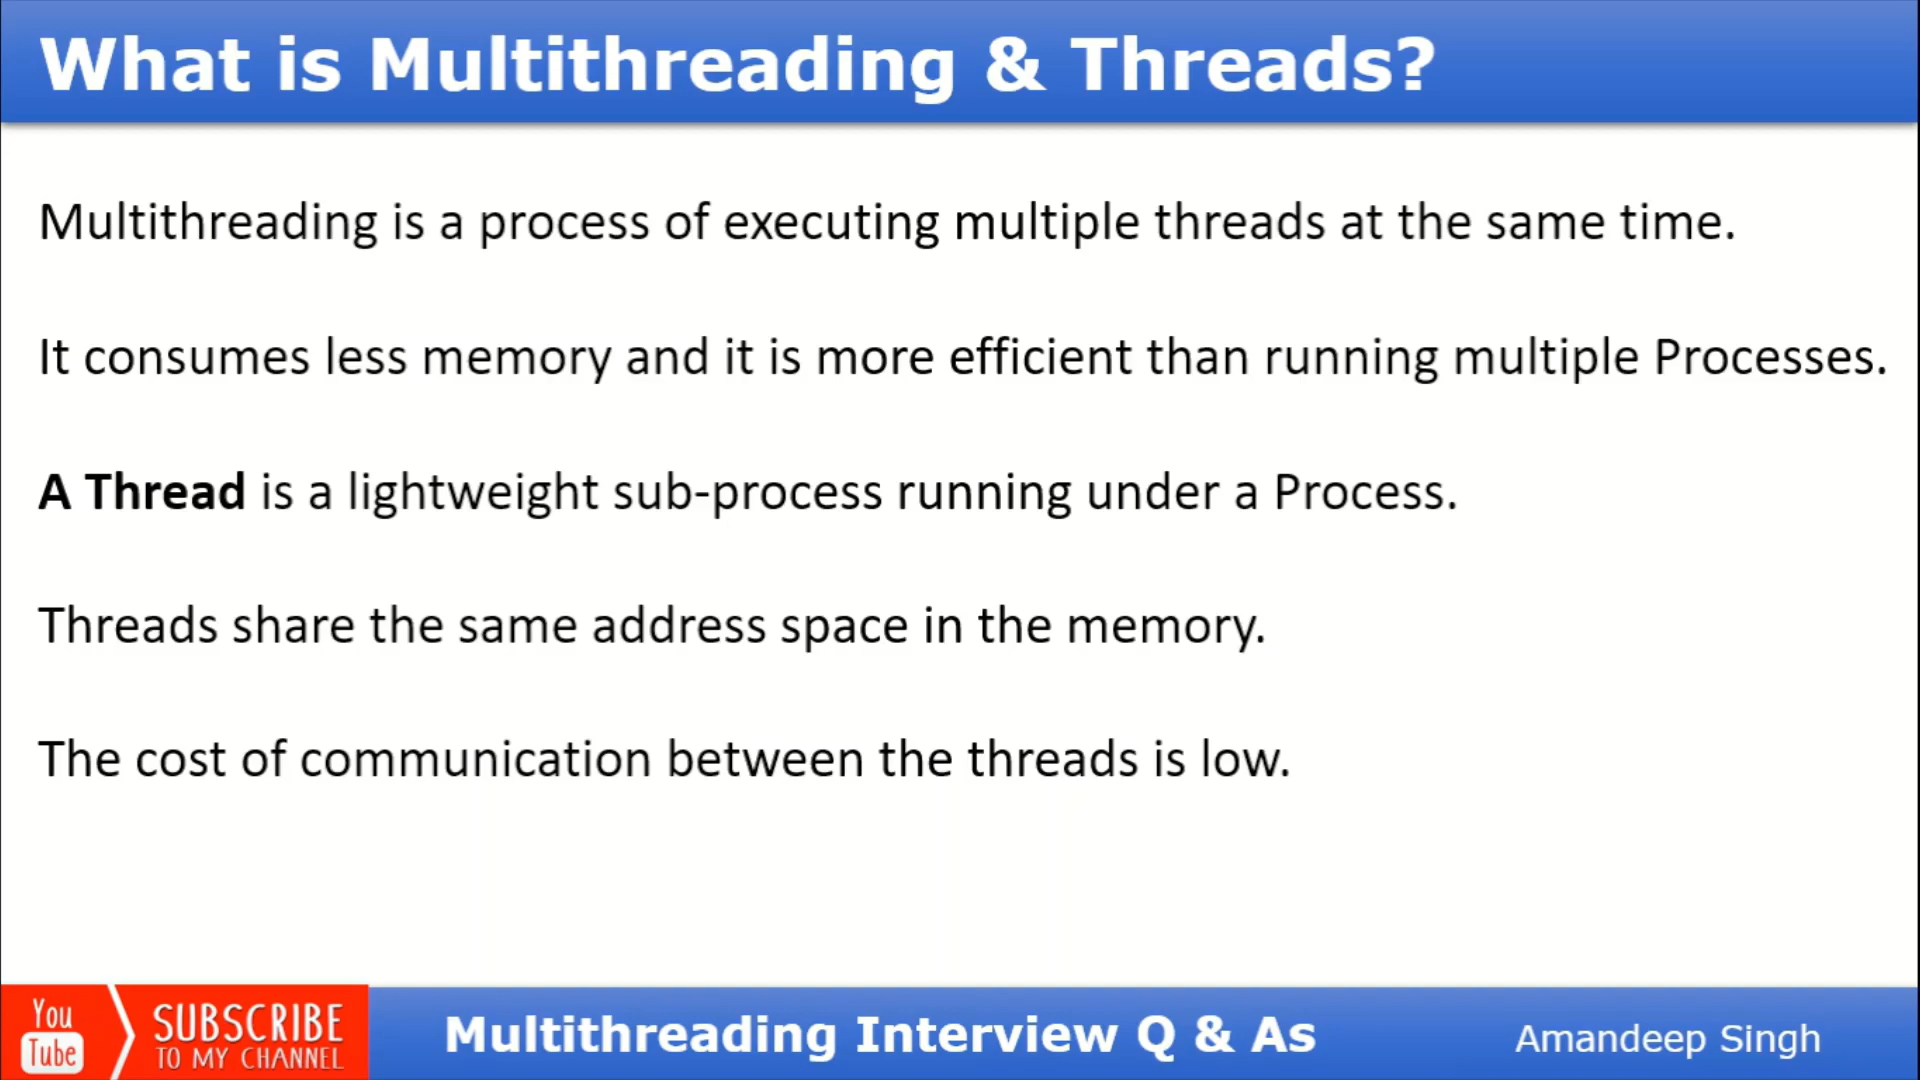 What is Multithreading & Threads?
Multithreading is a process of executing multiple threads at the same time.
It consumes less memory and it is more efficient than running multiple Processes.
A Thread is a lightweight sub-process running under a Process.
Threads share the same address space in the memory.
The cost of communication between the threads is low.
You
Tube
SUBSCRIBE
TO MY CHANNEL
Multithreading Interview Q & As
Amandeep Singh